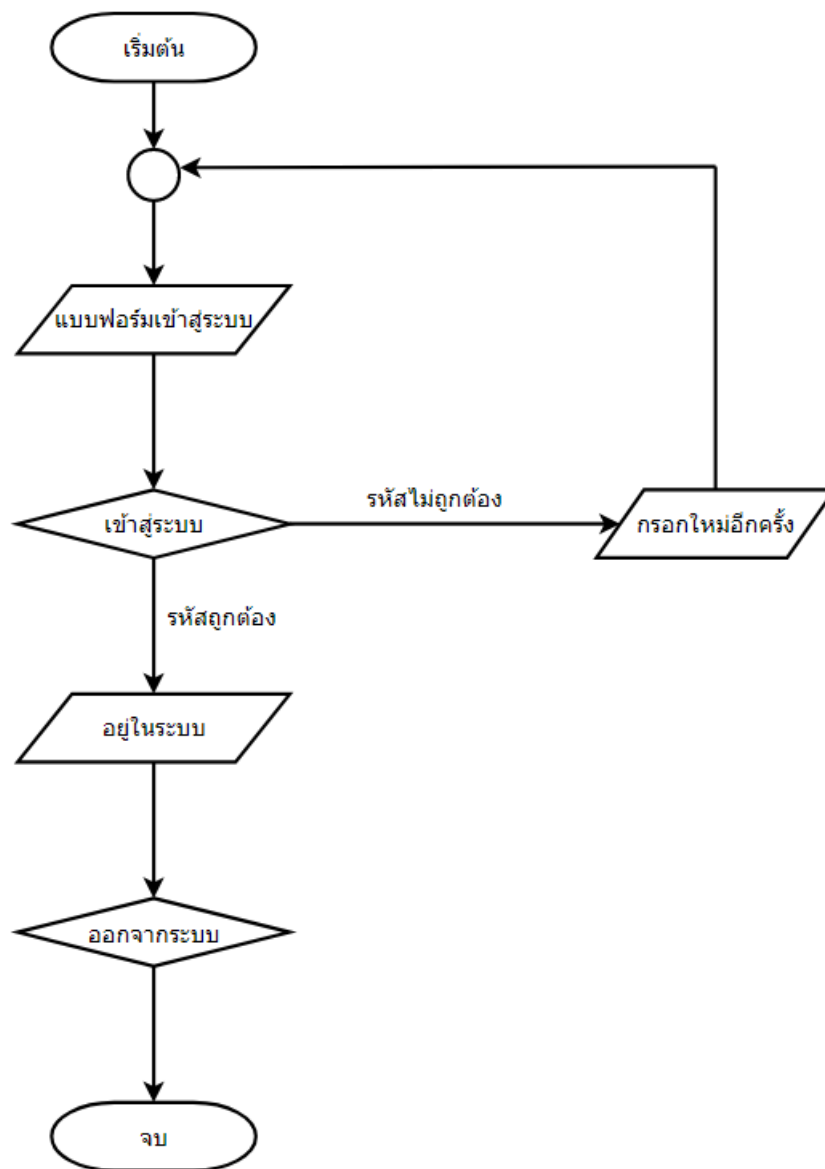 เริ่มต้น
แบบฟอร์มเข้าสู่ระบบ
เข้าสู่ระบบ
รหัสไม่ถูกต้อง
กรอกใหม่อีกครั้ง
รหัสถูกต้อง
อยู่ในระบบ
ออกจากระบบ
จบ